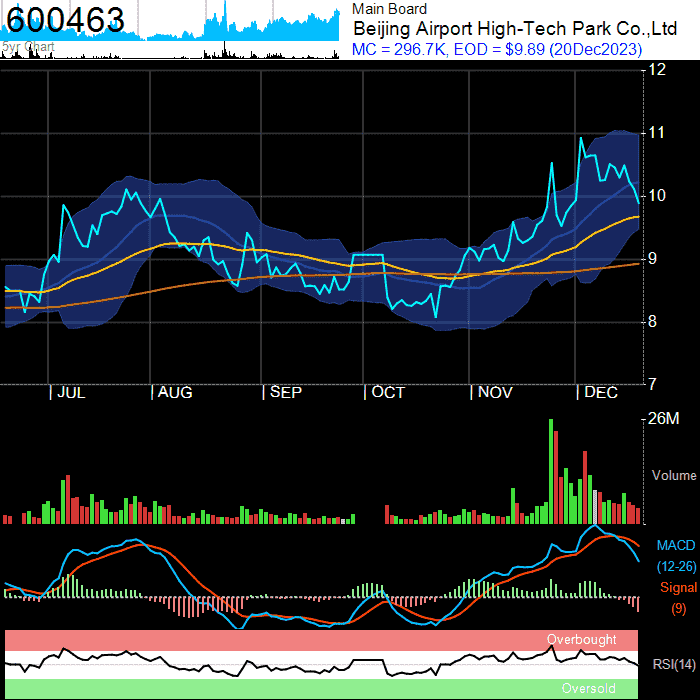 600463
5yr Chart
Main Board
Beijing Airport High-Tech Park Co.,Ltd
MC = 296.7K, EOD = $9.89 (20Dec2023)
12
11
10
9
8
7
JUL AUG SEP OCT NOV DEC
26M
Volume
MACD
(12-26)
Signal
(9)
Overbought
RSI(14)
Oversold